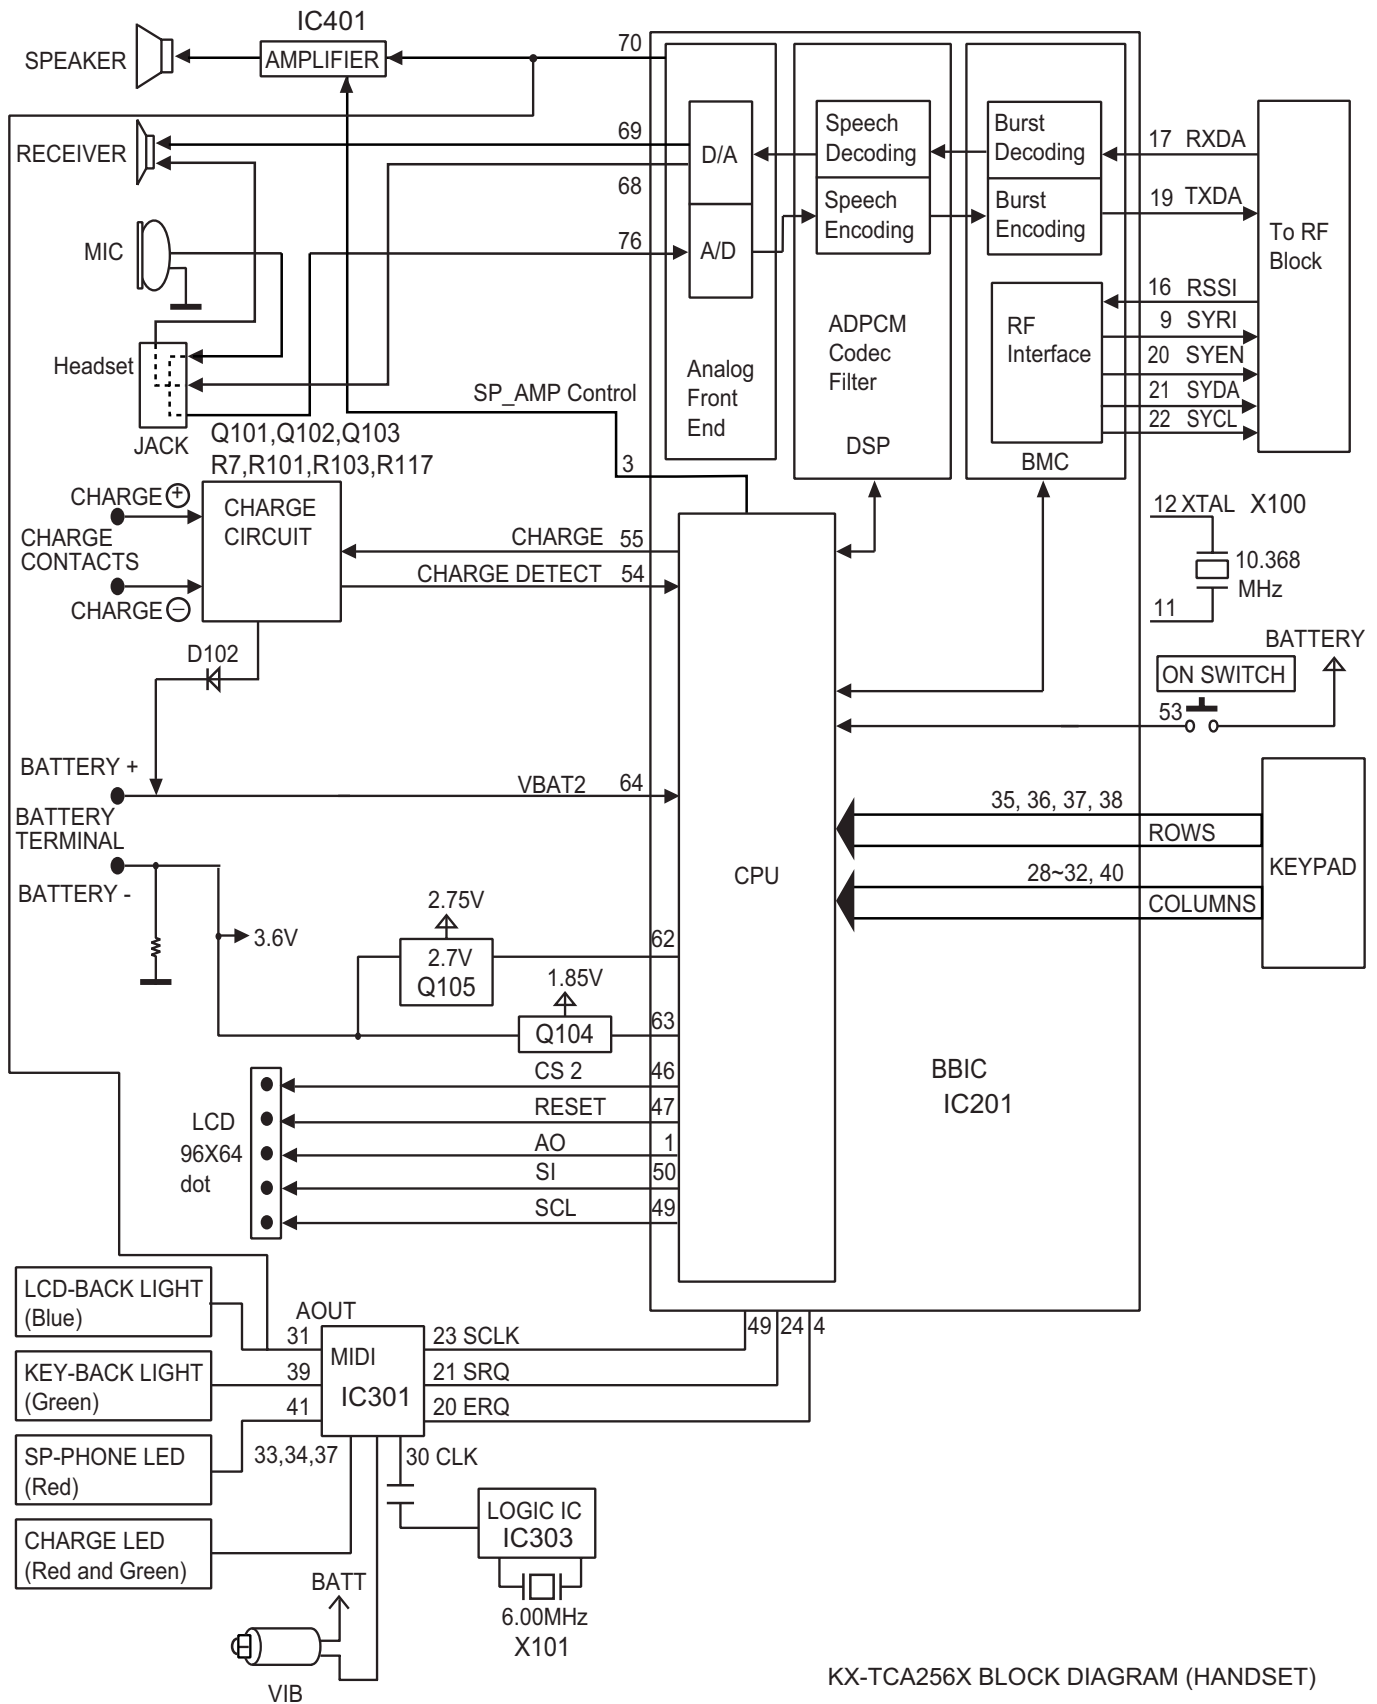 IC401
AMPLIFIER
SPEAKER
70
RECEIVER
69
68
MIC
76
Headset
JACK
SP_AMP Control
3
D/A
A/D
Analog
Front
End
Speech
Decoding
Speech
Encoding
ADPCM
Codec
Filter
DSP
Burst
Decoding
Burst
Encoding
RF
Interface
BMC
17 RXDA
19 TXDA
16 RSSI
9 SYRI
20 SYEN
21 SYDA
22 SYCL
To RF
Block
Q101,Q102,Q103
R7,R101,R103,R117
CHARGE +
CHARGE
CONTACTS
CHARGE −
CHARGE
CIRCUIT
CHARGE 55
CHARGE DETECT 54
12 XTAL X100
10.368
MHz
11
D102
BATTERY
ON SWITCH
53
BATTERY +
BATTERY
TERMINAL
BATTERY -
VBAT2 64
35, 36, 37, 38
ROWS
28~32, 40
COLUMNS
KEYPAD
CPU
3.6V
2.75V
2.7V
Q105
62
1.85V
Q104
63
BBIC
IC201
LCD
96X64
dot
CS 2 46
RESET 47
AO 1
SI 50
SCL 49
LCD-BACK LIGHT
(Blue)
KEY-BACK LIGHT
(Green)
SP-PHONE LED
(Red)
CHARGE LED
(Red and Green)
AOUT
31
39
41
33,34,37
MIDI
IC301
23 SCLK
21 SRQ
20 ERQ
49 24 4
30 CLK
LOGIC IC
IC303
6.00MHz
X101
BATT
VIB
KX-TCA256X BLOCK DIAGRAM (HANDSET)